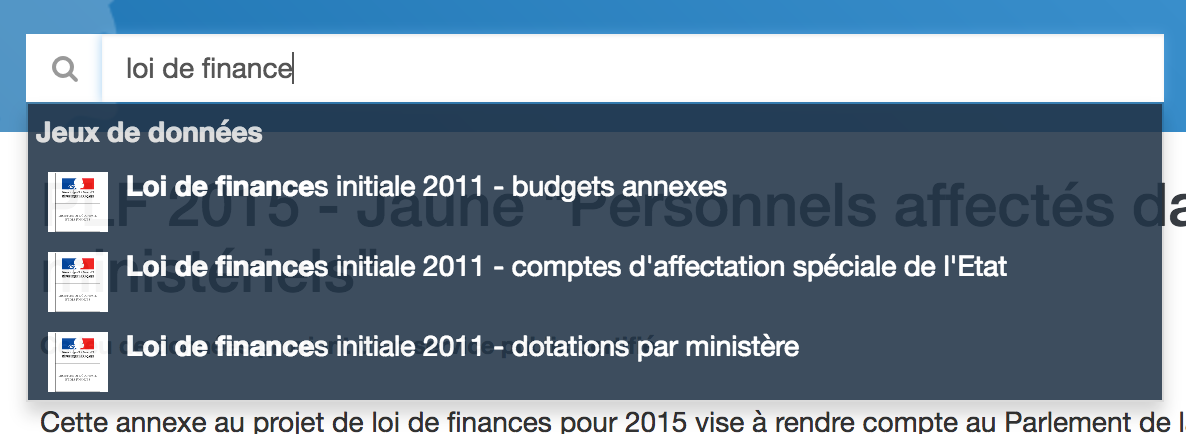 loi de finance
Jeux de données
Loi de finances initiale 2011 - budgets annexes
PLF 2015 - Jaune "Personnels affectés da
Loi de finances initiale 2011 - comptes d'affectation spéciale de l'Etat
ministériels"
Loi de finances initiale 2011 - dotations par ministère
Cette annexe au projet de loi de finances pour 2015 vise à rendre compte au Parlement de la